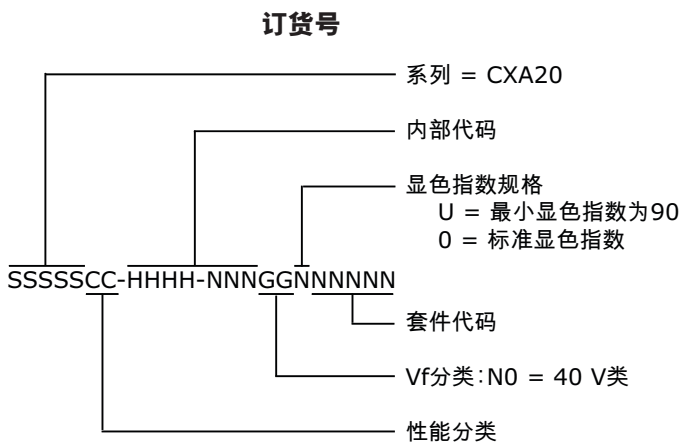 订货号
系列 = CXA20
内部代码
显色指数规格
U = 最小显色指数为90
0 = 标准显色指数
SSSSSCC-HHHH-NNNGGNNNNNN
套件代码
Vf分类:N0 = 40 V类
性能分类